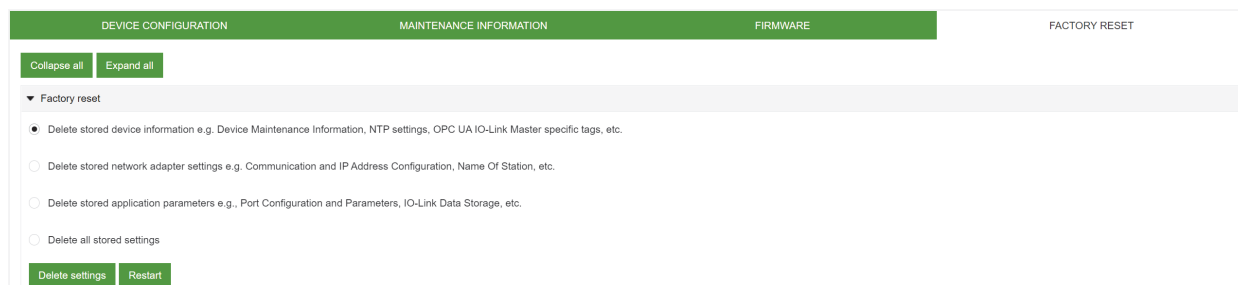 DEVICE CONFIGURATION MAINTENANCE INFORMATION FIRMWARE FACTORY RESET
Collapse all Expand all
Factory reset
Delete stored device information e.g. Device Maintenance Information, NTP settings, OPC UA IO-Link Master specific tags, etc.
Delete stored network adapter settings e.g. Communication and IP Address Configuration, Name Of Station, etc.
Delete stored application parameters e.g., Port Configuration and Parameters, IO-Link Data Storage, etc.
Delete all stored settings
Delete settings Restart